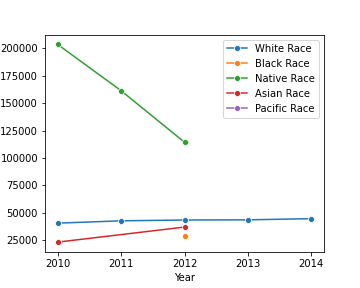 200000
175000
150000
125000
100000
75000
50000
25000
2010 2011 2012 2013 2014
Year
White Race
Black Race
Native Race
Asian Race
Pacific Race